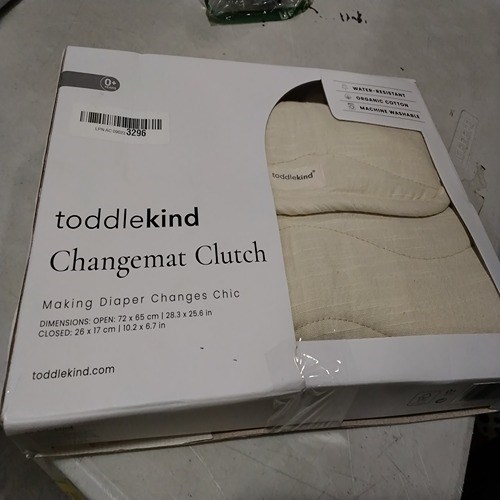 0+
WATER-RESISTANT
ORGANIC COTTON
MACHINE WASHABLE
3296
toddlekind®
toddlekind
Changemat Clutch
Making Diaper Changes Chic
DIMENSIONS: OPEN: 72 x 65 cm | 28.3 x 25.6 in
CLOSED: 26 x 17 cm | 10.2 x 6.7 in
toddlekind.com